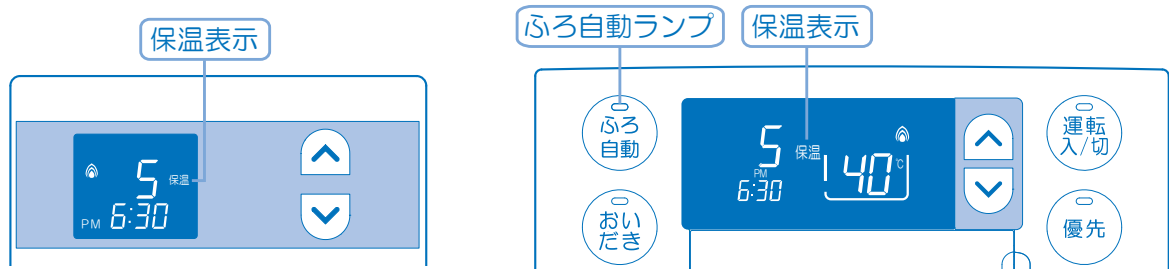 保温表示
5
保温
PM 6:30
ふろ自動ランプ
保温表示
ふろ
自動
おい
だき
5
保温
PM
6:30
40℃
運転
入/切
優先